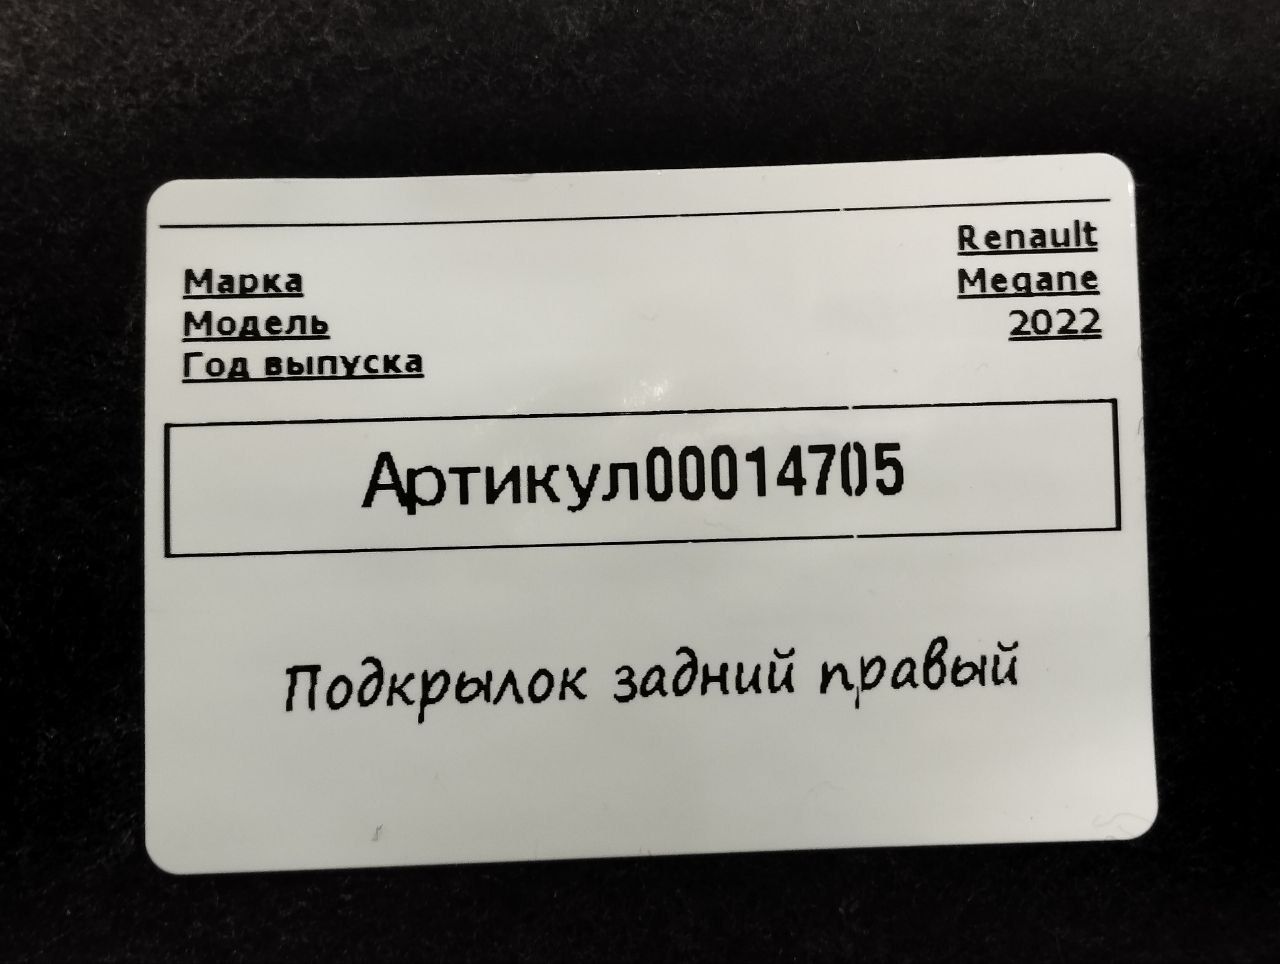 Renault
Марка
Megane
Модель
2022
Год выпуска
Артикул00014705
Подкрылок задний правый